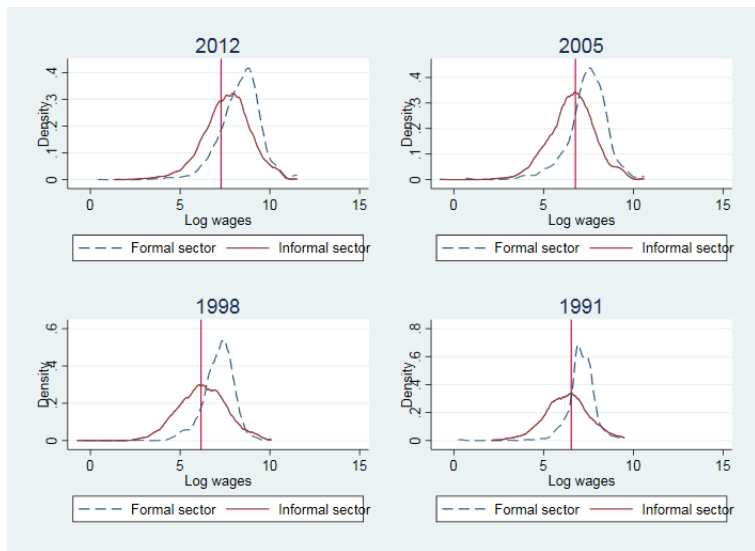 2012
Density
0 .1 .2 .3 .4
0 5 10 15
Log wages
Formal sector Informal sector
2005
Density
0 .1 .2 .3 .4
0 5 10 15
Log wages
Formal sector Informal sector
1998
Density
0 .2 .4 .6
0 5 10 15
Log wages
Formal sector Informal sector
1991
Density
0 .2 .4 .6 .8
0 5 10 15
Log wages
Formal sector Informal sector